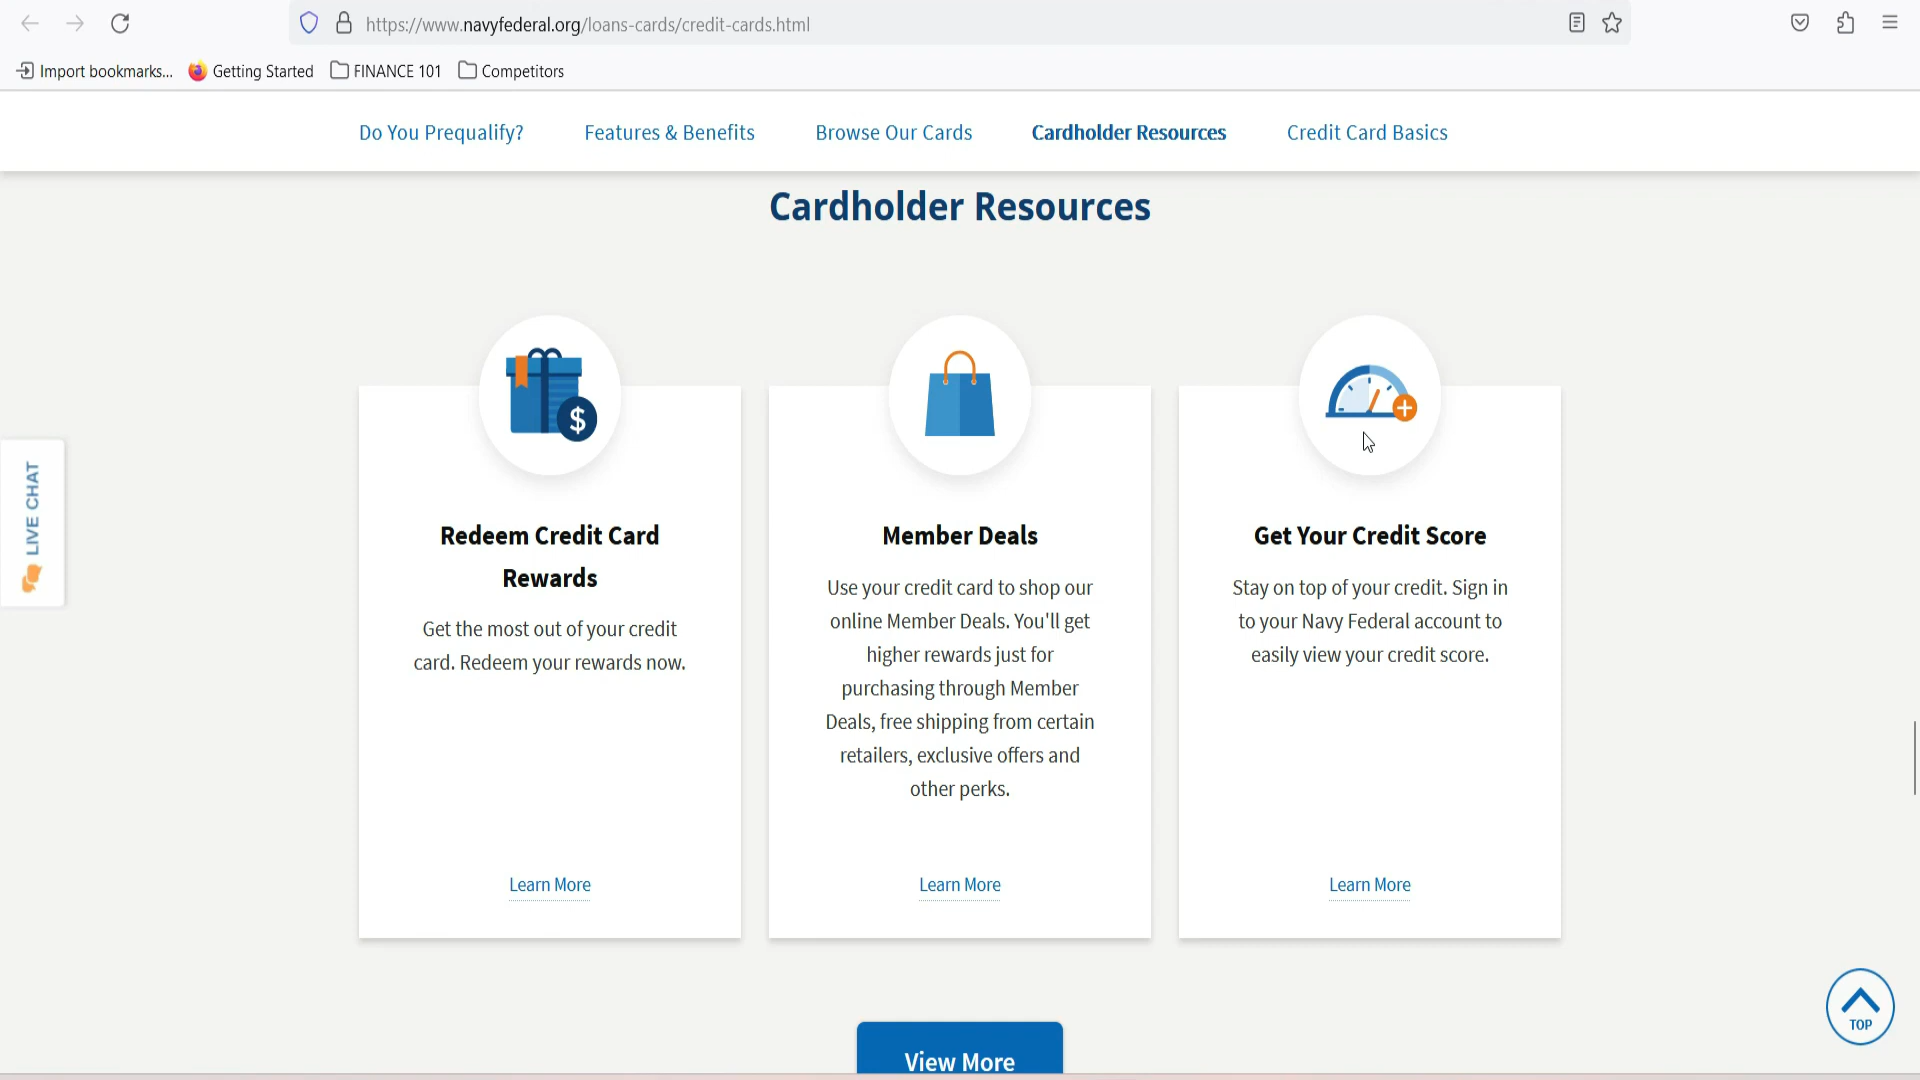 https://www.navyfederal.org/loans-cards/credit-cards.html
Import bookmarks... Getting Started FINANCE 101 Competitors
Do You Prequalify? Features & Benefits Browse Our Cards Cardholder Resources Credit Card Basics
Cardholder Resources
$
LIVE CHAT
Redeem Credit Card
Rewards
Get the most out of your credit
card. Redeem your rewards now.
Learn More
Member Deals
Use your credit card to shop our
online Member Deals. You'll get
higher rewards just for
purchasing through Member
Deals, free shipping from certain
retailers, exclusive offers and
other perks.
Learn More
Get Your Credit Score
Stay on top of your credit. Sign in
to your Navy Federal account to
easily view your credit score.
Learn More
TOP
View More